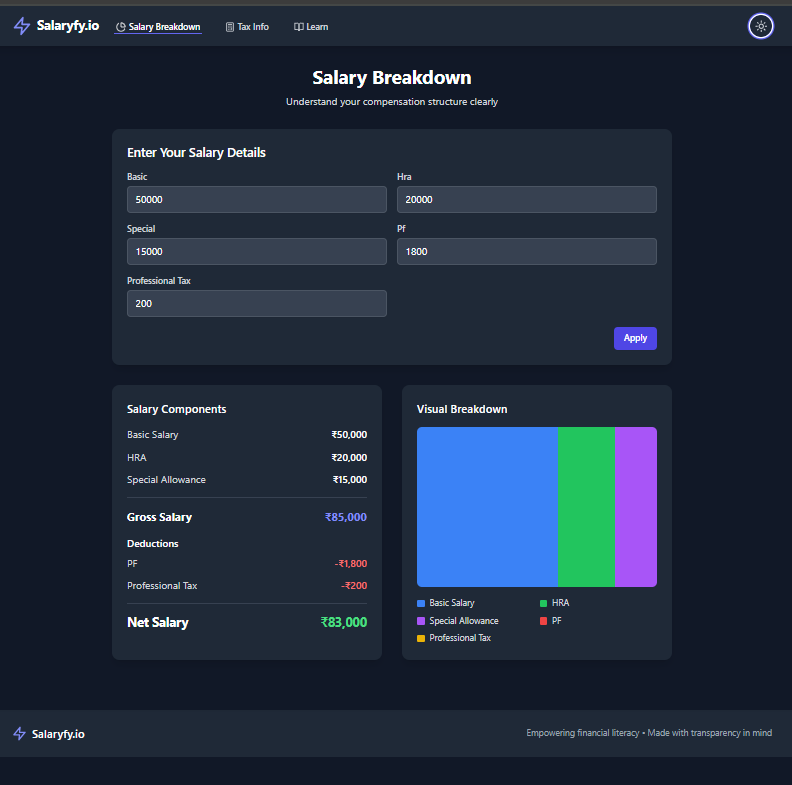 Salaryfy.io Salary Breakdown Tax Info Learn
Salary Breakdown
Understand your compensation structure clearly
Enter Your Salary Details
Basic Hra
50000 20000
Special Pf
15000 1800
Professional Tax
200
Apply
Salary Components
Basic Salary ₹50,000
HRA ₹20,000
Special Allowance ₹15,000
Gross Salary ₹85,000
Deductions
PF -₹1,800
Professional Tax -₹200
Net Salary ₹83,000
Visual Breakdown
Basic Salary HRA
Special Allowance PF
Professional Tax
Salaryfy.io Empowering financial literacy • Made with transparency in mind